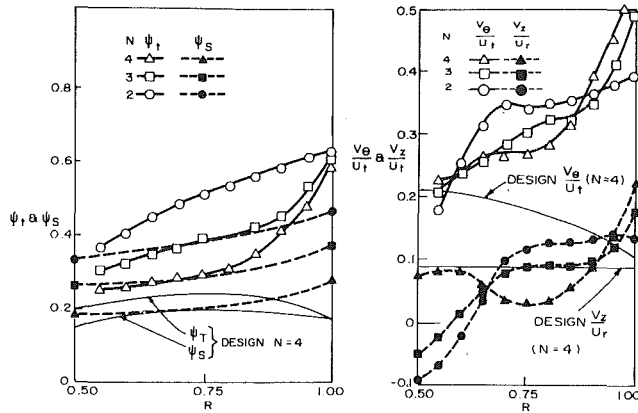 N ψt ψS
4
3
2
0.8
0.6
0.4
0.2
0
ψt & ψS
ψT
ψS } DESIGN N=4
0.50 0.75 1.00
R
N Vθ/Ut Vz/Ur
4
3
2
0.5
0.4
0.3
0.2
0.1
0
-0.1
Vθ/Ut & Vz/Ut
DESIGN Vθ/Ut (N=4)
DESIGN Vz/Ur
(N=4)
0.50 0.75 1.00
R